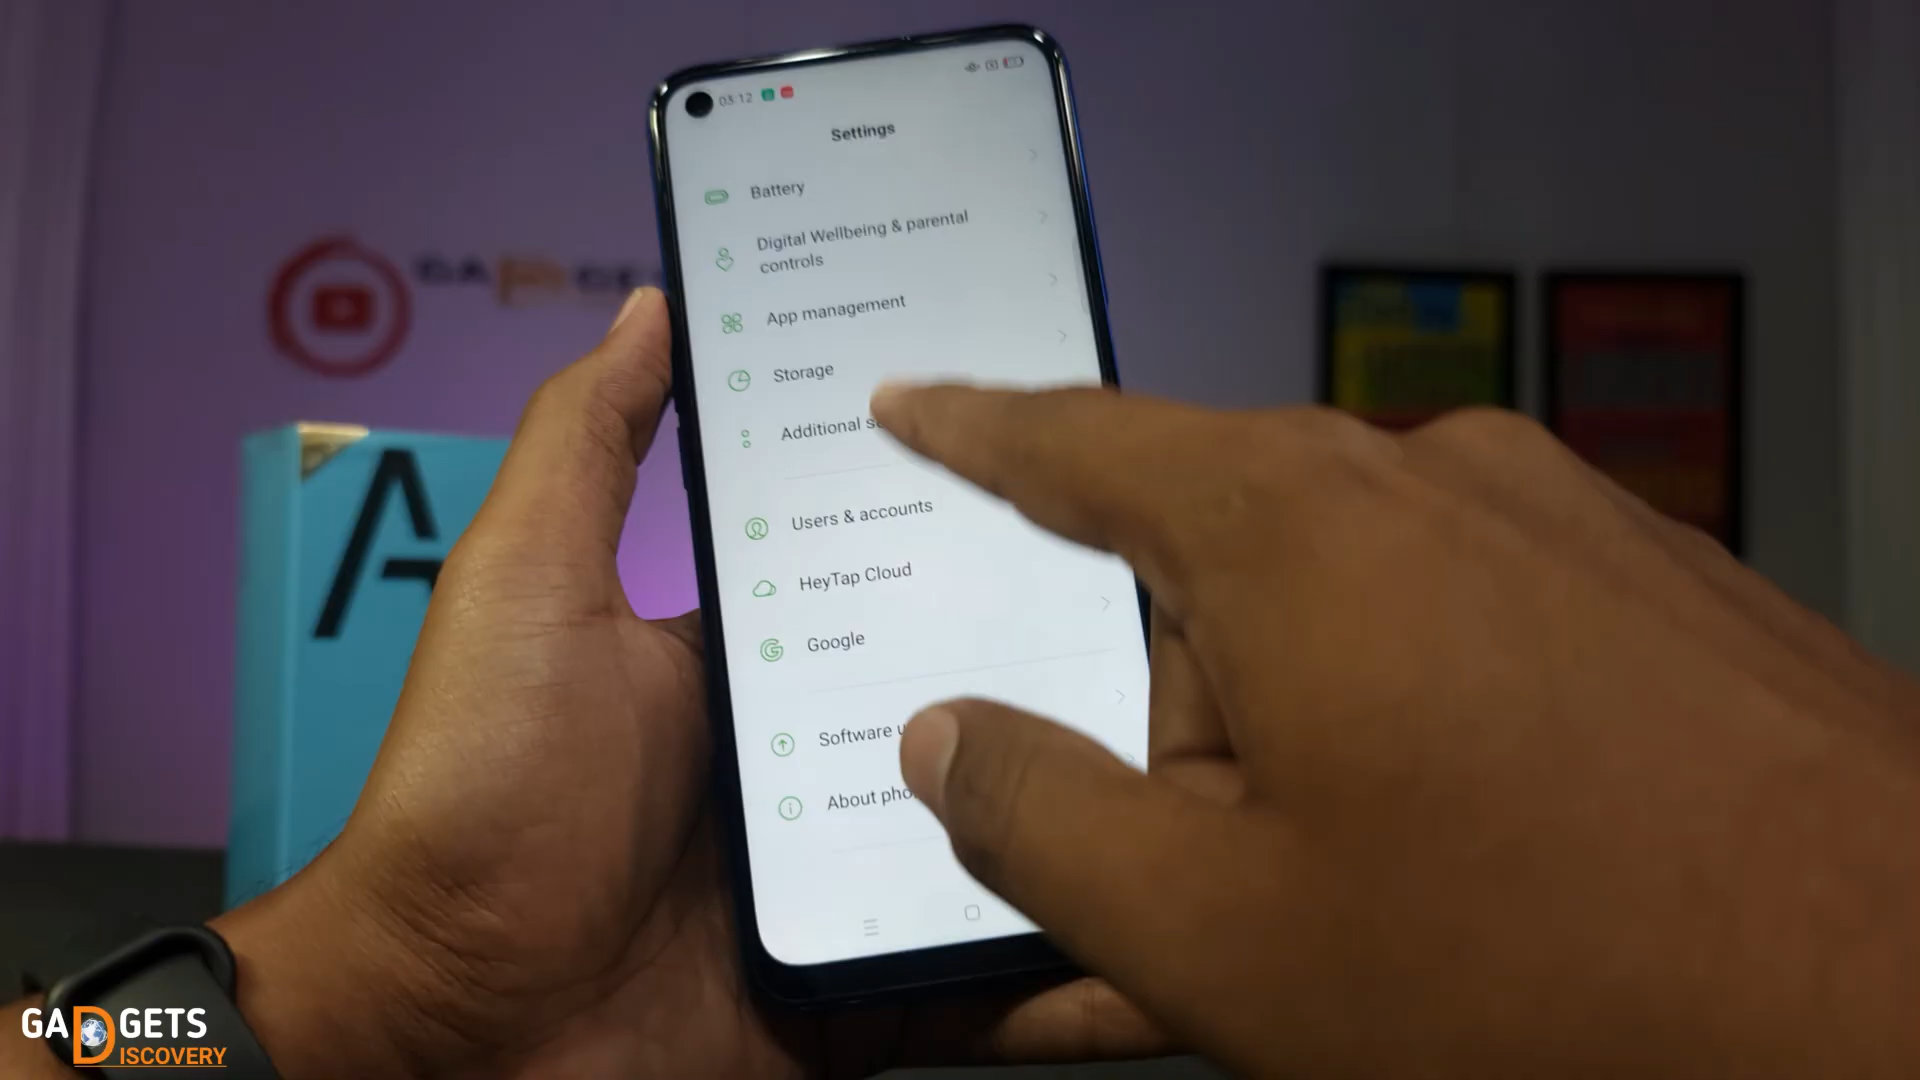 03:12
Settings
Battery
Digital Wellbeing & parental
controls
App management
Storage
Additional
Users & accounts
HeyTap Cloud
Google
Software
About
A
GADGETS
DISCOVERY